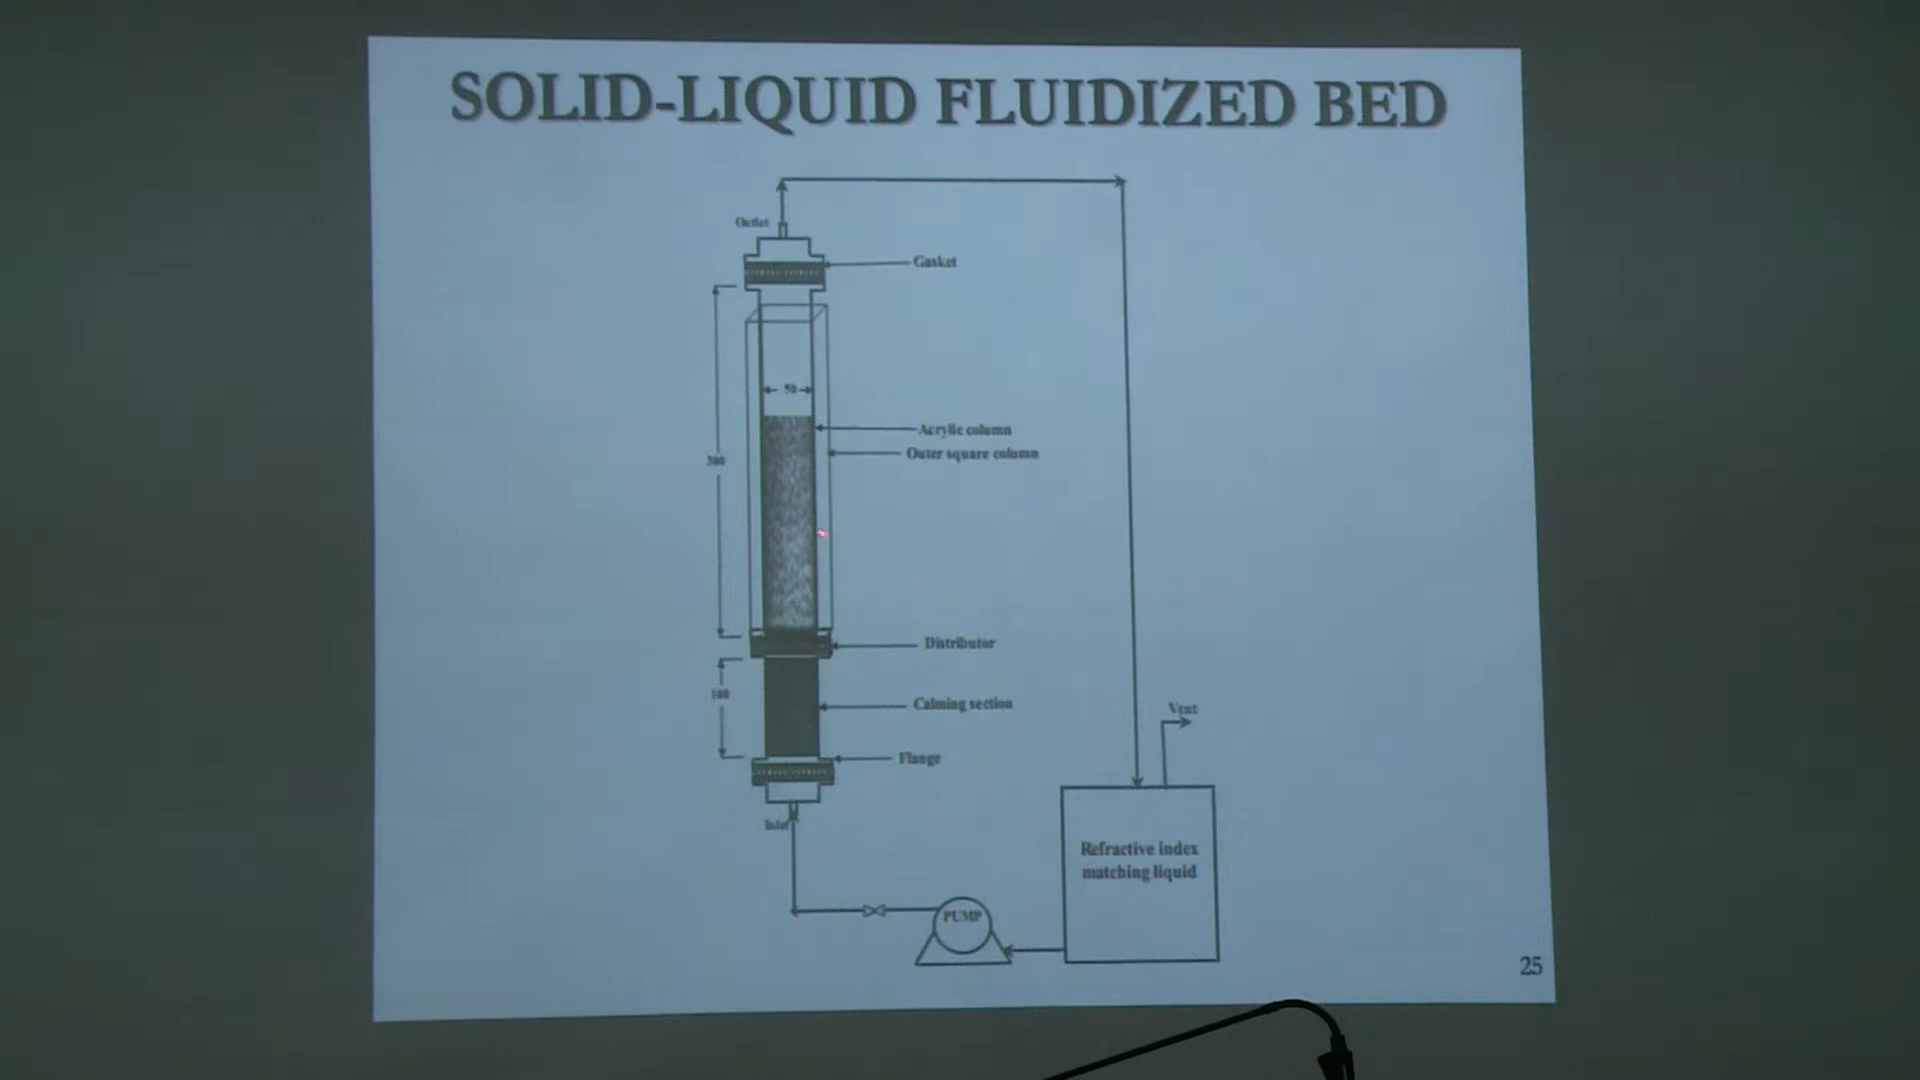 SOLID-LIQUID FLUIDIZED BED
Outlet
Gasket
50
Acrylic column
Outer square column
300
Distributor
100
Calming section
Vent
Flange
Inlet
Refractive index
matching liquid
PUMP
25